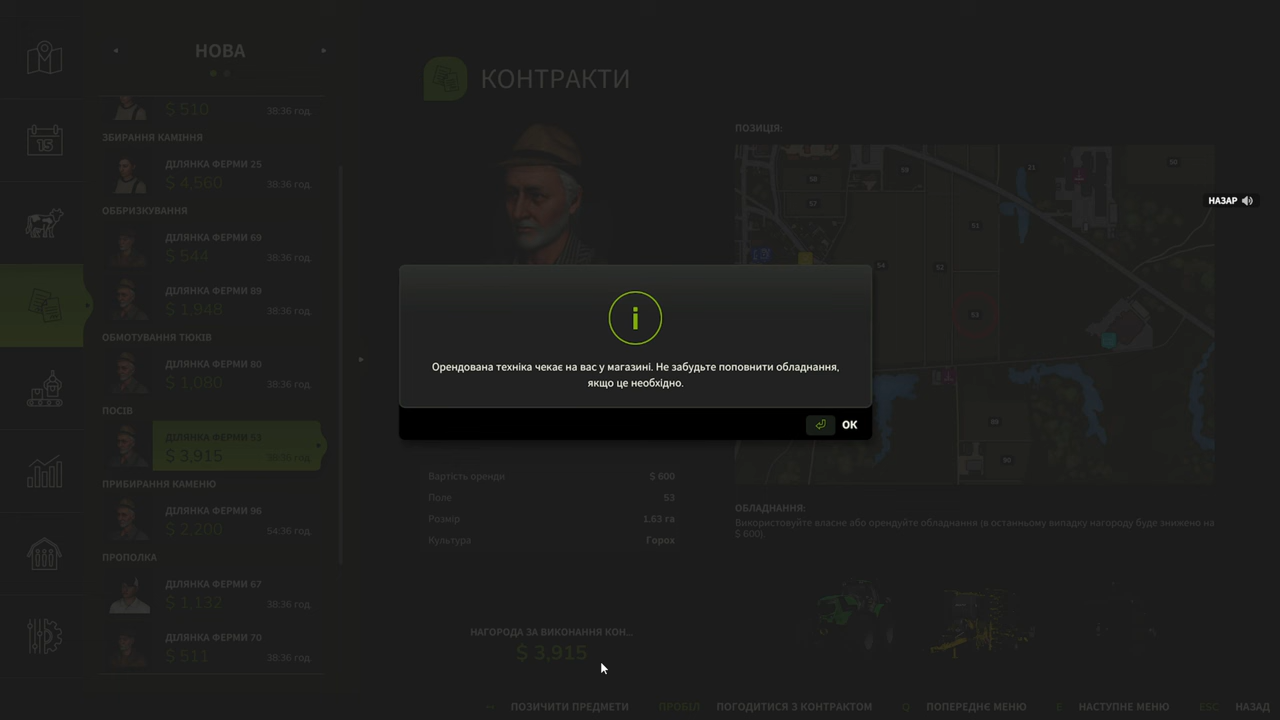 НОВА
$ 510
38:36 год.
ЗБИРАННЯ КАМІННЯ
ДІЛЯНКА ФЕРМИ 25
$ 4,560
38:36 год.
ОББРИЗКУВАННЯ
ДІЛЯНКА ФЕРМИ 69
$ 544
38:36 год.
ДІЛЯНКА ФЕРМИ 89
$ 1,948
38:36 год.
ОБМОТУВАННЯ ТЮКІВ
ДІЛЯНКА ФЕРМИ 80
$ 1,080
38:36 год.
ПОСІВ
ДІЛЯНКА ФЕРМИ 53
$ 3,915
38:36 год.
ПРИБИРАННЯ КАМЕНЮ
ДІЛЯНКА ФЕРМИ 96
$ 2,200
54:36 год.
ПРОПОЛКА
ДІЛЯНКА ФЕРМИ 67
$ 1,132
38:36 год.
ДІЛЯНКА ФЕРМИ 70
$ 511
38:36 год.
15
КОНТРАКТИ
ПОЗИЦІЯ:
НАЗАР
Орендована техніка чекає на вас у магазині. Не забудьте поповнити обладнання,
якщо це необхідно.
OK
Вартість оренди $ 600
Поле 53
Розмір 1.63 га
Культура Горох
ОБЛАДНАННЯ:
Використовуйте власне або орендуйте обладнання (в останньому випадку нагороду буде знижено на
$ 600).
НАГОРОДА ЗА ВИКОНАННЯ КОН...
$ 3,915
ПОЗИЧИТИ ПРЕДМЕТИ ПРОБІЛ ПОГОДИТИСЯ З КОНТРАКТОМ Q ПОПЕРЕДНЄ МЕНЮ E НАСТУПНЕ МЕНЮ ESC НАЗАД